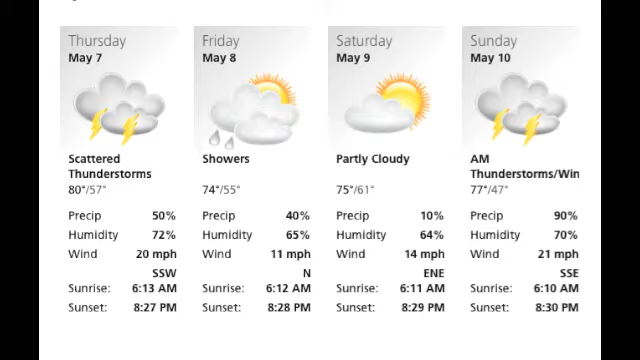 Thursday Friday Saturday Sunday
May 7 May 8 May 9 May 10
Scattered Thunderstorms Showers Partly Cloudy AM Thunderstorms/Win
80°/57° 74°/55° 75°/61° 77°/47°
Precip 50% Precip 40% Precip 10% Precip 90%
Humidity 72% Humidity 65% Humidity 64% Humidity 70%
Wind 20 mph Wind 11 mph Wind 14 mph Wind 21 mph
SSW N ENE SSE
Sunrise: 6:13 AM Sunrise: 6:12 AM Sunrise: 6:11 AM Sunrise: 6:10 AM
Sunset: 8:27 PM Sunset: 8:28 PM Sunset: 8:29 PM Sunset: 8:30 PM